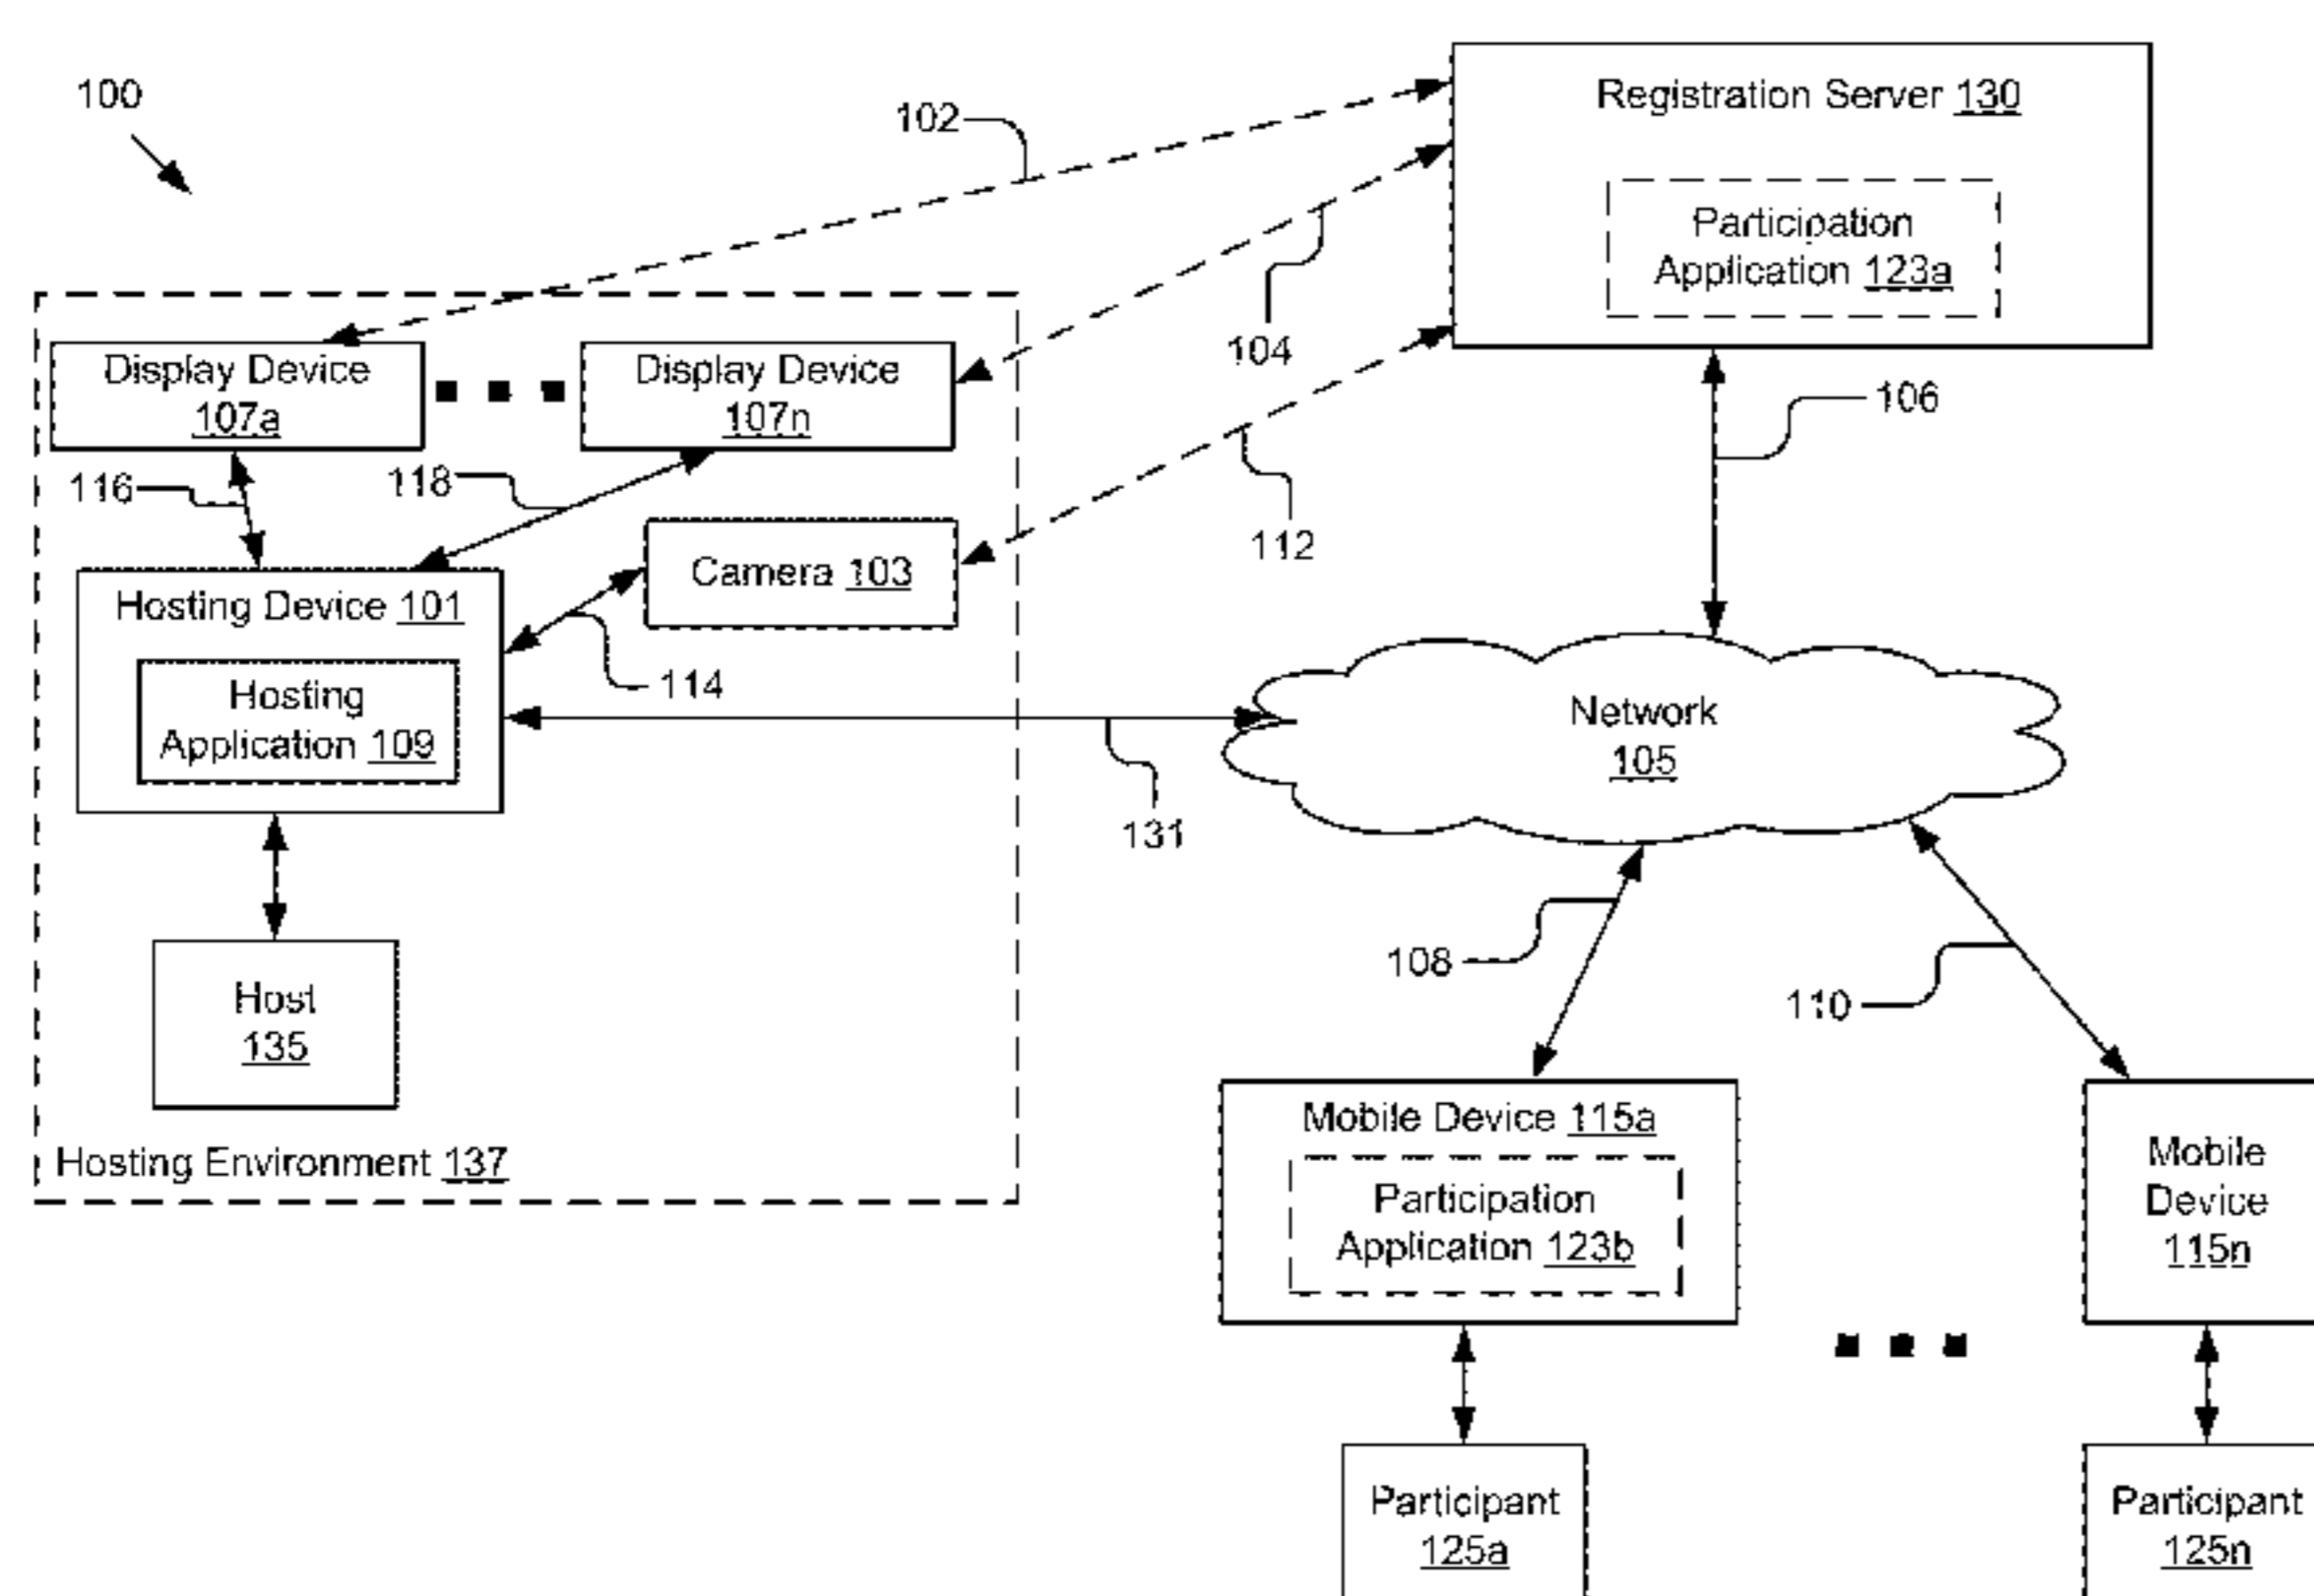 100
102
Registration Server 130
Participation
Application 123a
104
106
112
Display Device
107a
Display Device
107n
116
118
Camera 103
114
Hosting Device 101
Hosting
Application 109
131
Network
105
Host
135
Hosting Environment 137
108
110
Mobile Device 115a
Participation
Application 123b
Mobile
Device
115n
Participant
125a
Participant
125n